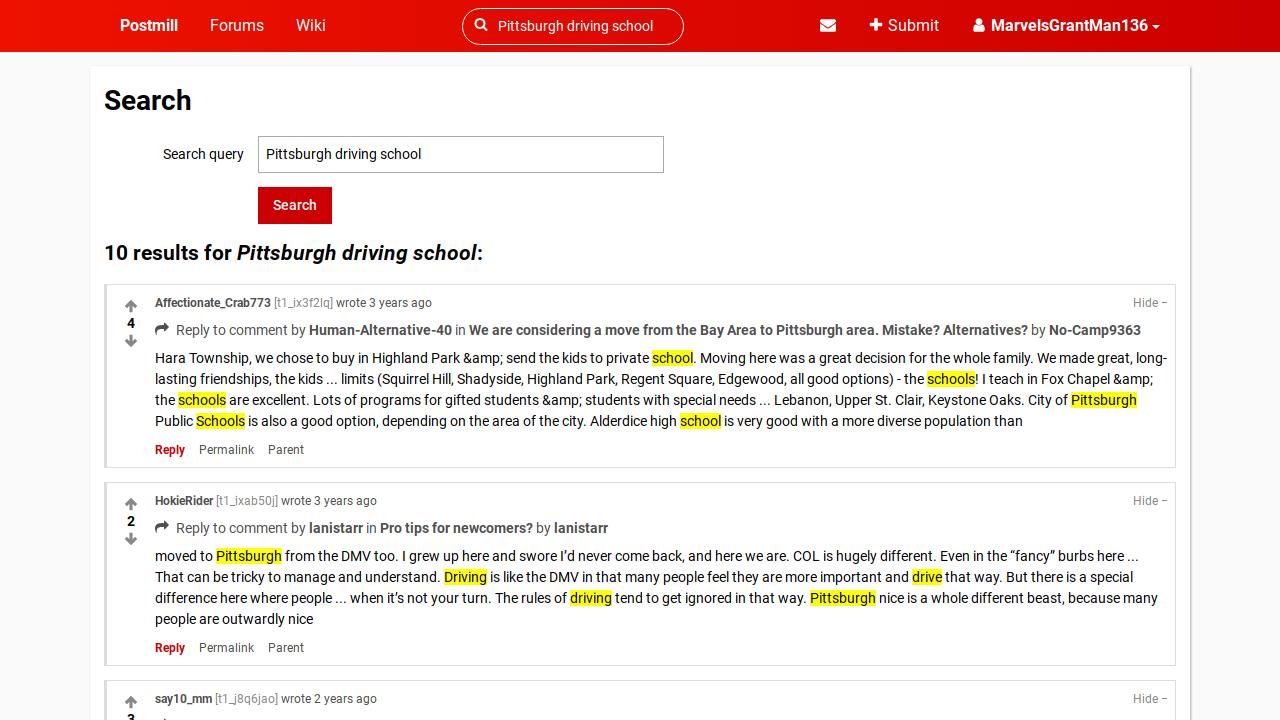 Postmill Forums Wiki Pittsburgh driving school Submit MarvelsGrantMan136
Search
Search query Pittsburgh driving school
Search
10 results for Pittsburgh driving school:
Affectionate_Crab773 [t1_ix3f2lq] wrote 3 years ago Hide −
4
Reply to comment by Human-Alternative-40 in We are considering a move from the Bay Area to Pittsburgh area. Mistake? Alternatives? by No-Camp9363
Hara Township, we chose to buy in Highland Park &amp; send the kids to private school. Moving here was a great decision for the whole family. We made great, long-
lasting friendships, the kids ... limits (Squirrel Hill, Shadyside, Highland Park, Regent Square, Edgewood, all good options) - the schools! I teach in Fox Chapel &amp;
the schools are excellent. Lots of programs for gifted students &amp; students with special needs ... Lebanon, Upper St. Clair, Keystone Oaks. City of Pittsburgh
Public Schools is also a good option, depending on the area of the city. Alderdice high school is very good with a more diverse population than
Reply Permalink Parent
HokieRider [t1_ixab50j] wrote 3 years ago Hide −
2
Reply to comment by lanistarr in Pro tips for newcomers? by lanistarr
moved to Pittsburgh from the DMV too. I grew up here and swore I’d never come back, and here we are. COL is hugely different. Even in the “fancy” burbs here ...
That can be tricky to manage and understand. Driving is like the DMV in that many people feel they are more important and drive that way. But there is a special
difference here where people ... when it’s not your turn. The rules of driving tend to get ignored in that way. Pittsburgh nice is a whole different beast, because many
people are outwardly nice
Reply Permalink Parent
say10_mm [t1_j8q6jao] wrote 2 years ago Hide −
3